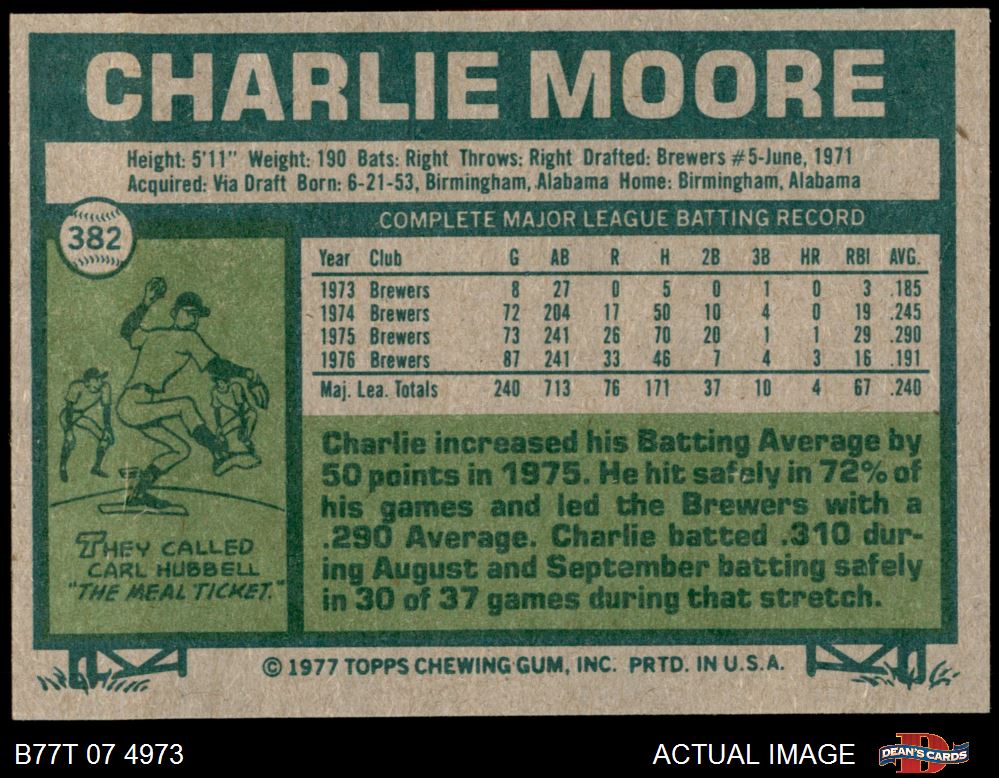 CHARLIE MOORE
Height: 5'11" Weight: 190 Bats: Right Throws: Right Drafted: Brewers #5-June, 1971
Acquired: Via Draft Born: 6-21-53, Birmingham, Alabama Home: Birmingham, Alabama
382
COMPLETE MAJOR LEAGUE BATTING RECORD
Year Club G AB R H 2B 3B HR RBI AVG.
1973 Brewers 8 27 0 5 0 1 0 3 .185
1974 Brewers 72 204 17 50 10 4 0 19 .245
1975 Brewers 73 241 26 70 20 1 1 29 .290
1976 Brewers 87 241 33 46 7 4 3 16 .191
Maj. Lea. Totals 240 713 76 171 37 10 4 67 .240
THEY CALLED
CARL HUBBELL
"THE MEAL TICKET."
Charlie increased his Batting Average by
50 points in 1975. He hit safely in 72% of
his games and led the Brewers with a
.290 Average. Charlie batted .310 dur-
ing August and September batting safely
in 30 of 37 games during that stretch.
© 1977 TOPPS CHEWING GUM, INC. PRTD. IN U.S.A.
B77T 07 4973
ACTUAL IMAGE
D
DEAN'S CARDS